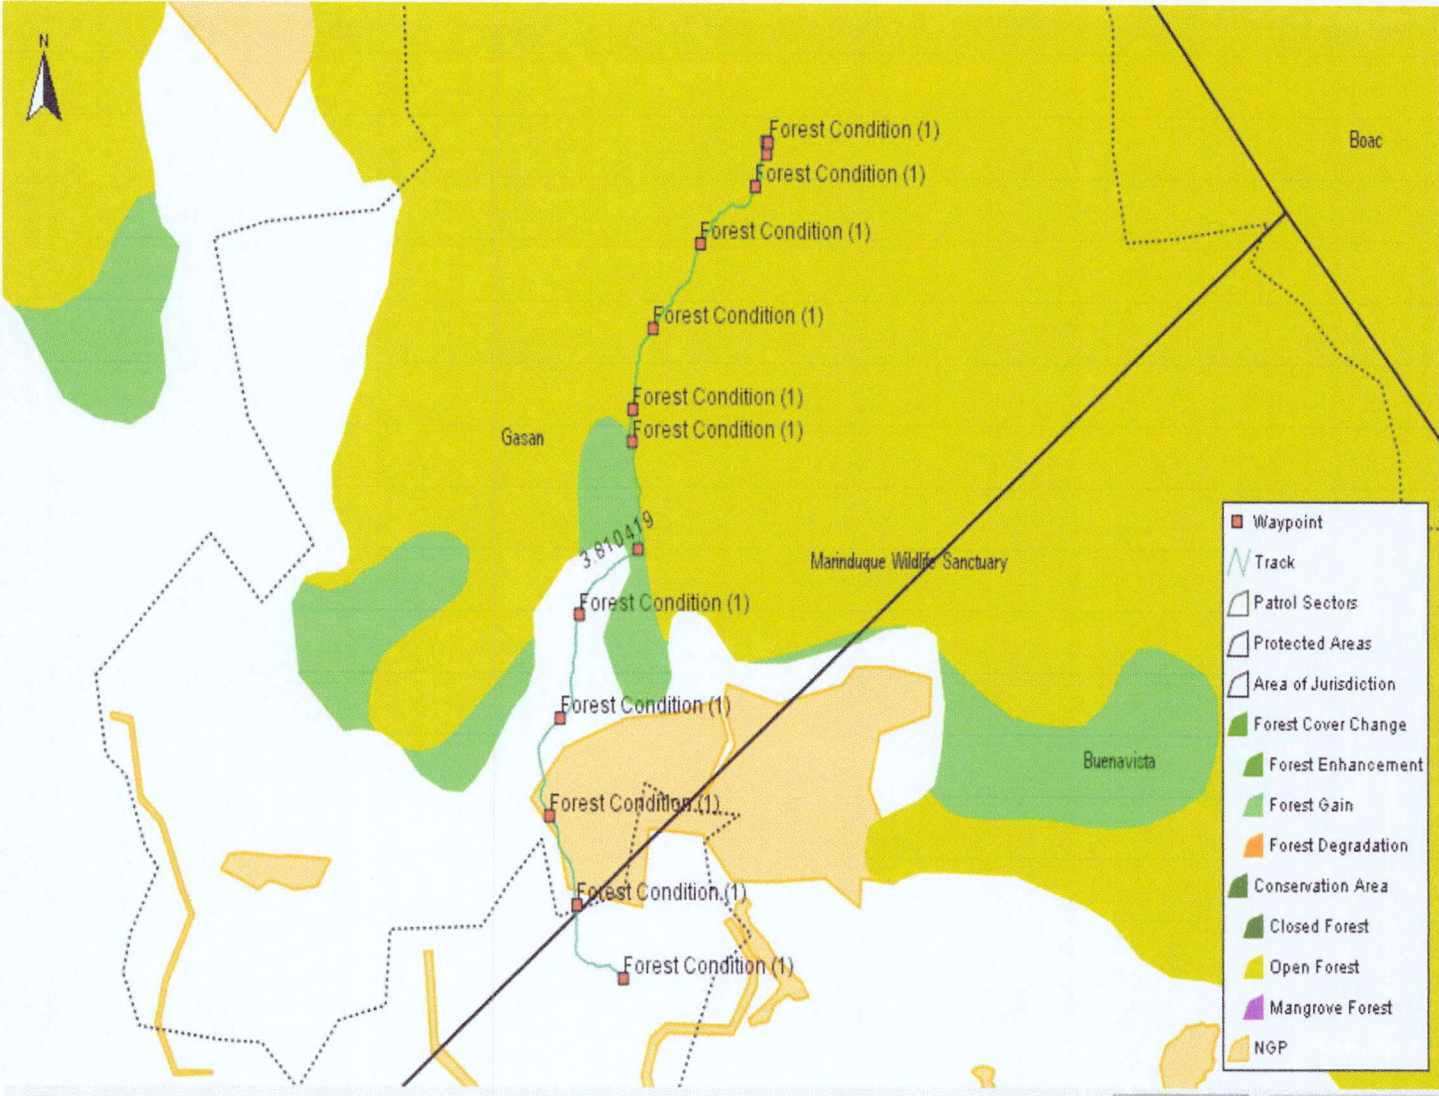 N
Forest Condition (1)
Boac
Forest Condition (1)
Forest Condition (1)
Forest Condition (1)
Forest Condition (1)
Forest Condition (1)
Gasan
3.810419
Marinduque Wildlife Sanctuary
Forest Condition (1)
Forest Condition (1)
Buenavista
Forest Condition (1)
Forest Condition (1)
Forest Condition (1)
Waypoint
Track
Patrol Sectors
Protected Areas
Area of Jurisdiction
Forest Cover Change
Forest Enhancement
Forest Gain
Forest Degradation
Conservation Area
Closed Forest
Open Forest
Mangrove Forest
NGP